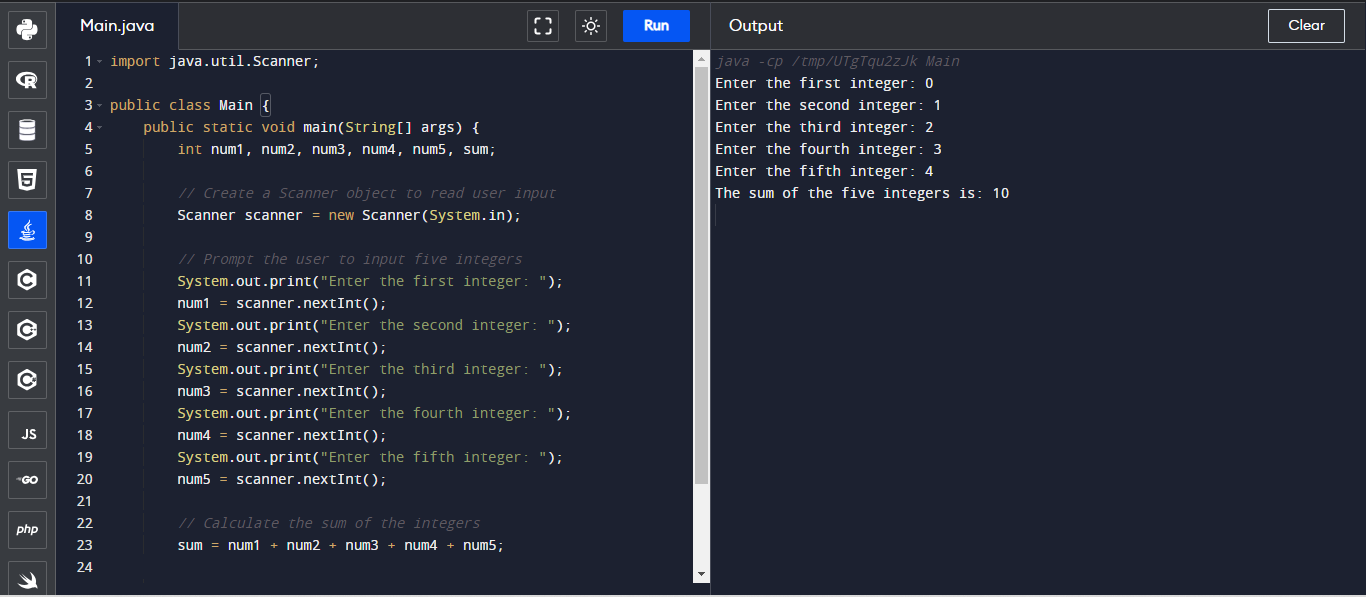 Main.java
Run
Output
Clear
1 import java.util.Scanner;
2
3 public class Main {
4     public static void main(String[] args) {
5         int num1, num2, num3, num4, num5, sum;
6
7         // Create a Scanner object to read user input
8         Scanner scanner = new Scanner(System.in);
9
10         // Prompt the user to input five integers
11         System.out.print("Enter the first integer: ");
12         num1 = scanner.nextInt();
13         System.out.print("Enter the second integer: ");
14         num2 = scanner.nextInt();
15         System.out.print("Enter the third integer: ");
16         num3 = scanner.nextInt();
17         System.out.print("Enter the fourth integer: ");
18         num4 = scanner.nextInt();
19         System.out.print("Enter the fifth integer: ");
20         num5 = scanner.nextInt();
21
22         // Calculate the sum of the integers
23         sum = num1 + num2 + num3 + num4 + num5;
24
java -cp /tmp/UTgTqu2zJk Main
Enter the first integer: 0
Enter the second integer: 1
Enter the third integer: 2
Enter the fourth integer: 3
Enter the fifth integer: 4
The sum of the five integers is: 10
R
5
C
C
C
JS
GO
php